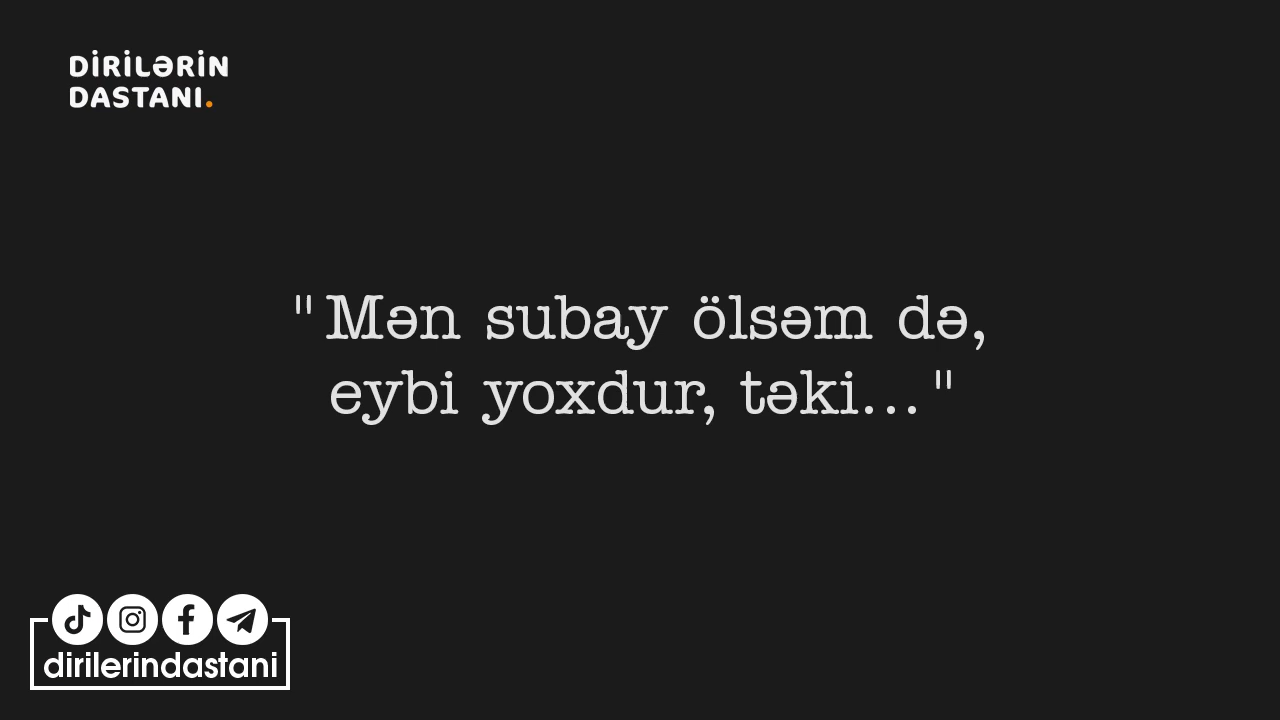 DİRİLƏRİN
DASTANI.
"Mən subay ölsəm də,
eybi yoxdur, təki..."
dirilerindastani